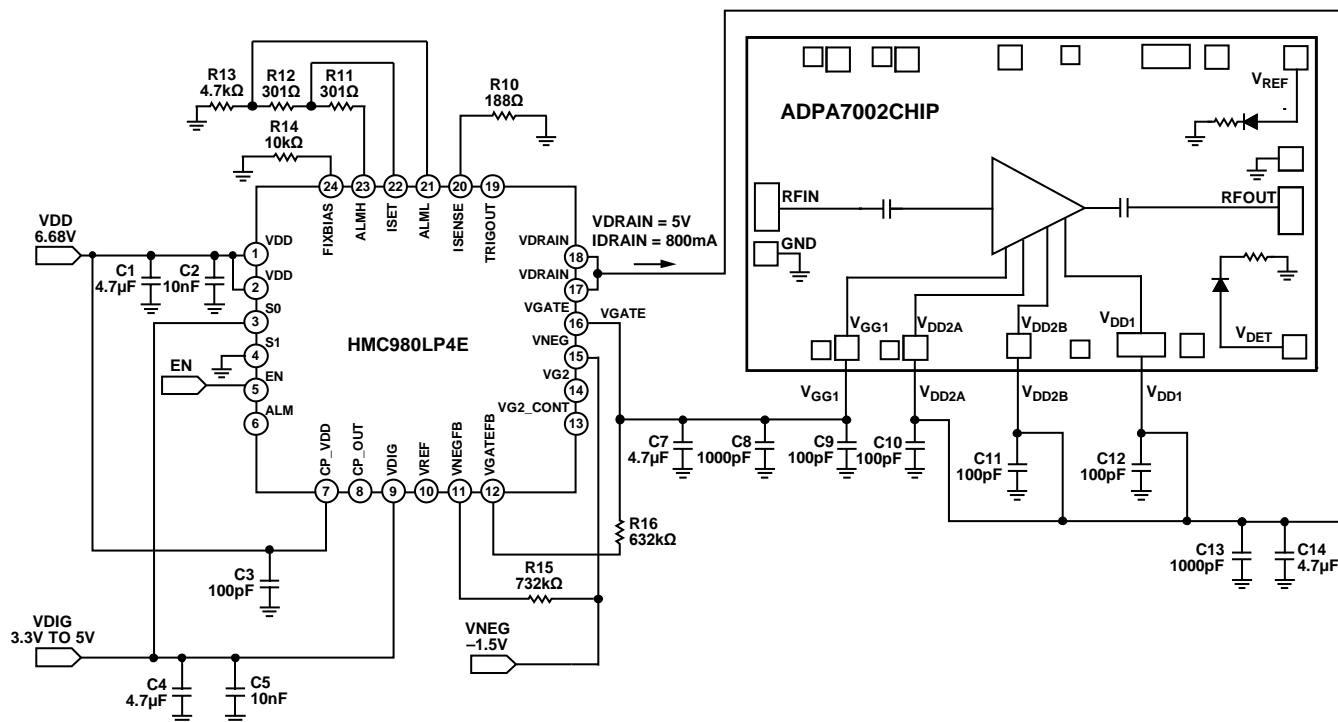 R13
4.7kΩ
R12
301Ω
R11
301Ω
R10
188Ω
R14
10kΩ
24
23
22
21
20
19
FIXBIAS
ALMH
ISET
ALML
ISENSE
TRIGOUT
VDD
6.68V
C1
4.7µF
C2
10nF
VDD
1
VDD
2
S0
3
S1
4
EN
EN
5
ALM
6
HMC980LP4E
VDRAIN
18
VDRAIN
17
VGATE
16
VGATE
VNEG
15
VG2
14
VG2_CONT
13
VDRAIN = 5V
IDRAIN = 800mA
CP_VDD
CP_OUT
VDIG
VREF
VNEGFB
VGATEFB
7
8
9
10
11
12
C3
100pF
VDIG
3.3V TO 5V
C4
4.7µF
C5
10nF
R15
732kΩ
R16
632kΩ
VNEG
–1.5V
ADPA7002CHIP
VREF
RFIN
RFOUT
GND
VGG1
VDD2A
VDD2B
VDD1
VDET
VGG1
VDD2A
VDD2B
VDD1
C7
4.7µF
C8
1000pF
C9
100pF
C10
100pF
C11
100pF
C12
100pF
C13
1000pF
C14
4.7µF